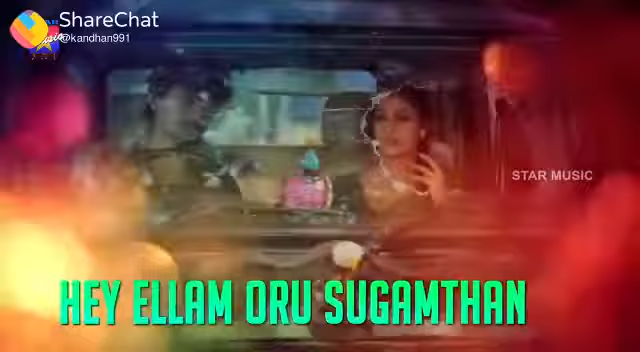 ShareChat
@kandhan991
STAR MUSIC
HEY ELLAM ORU SUGAMTHAN